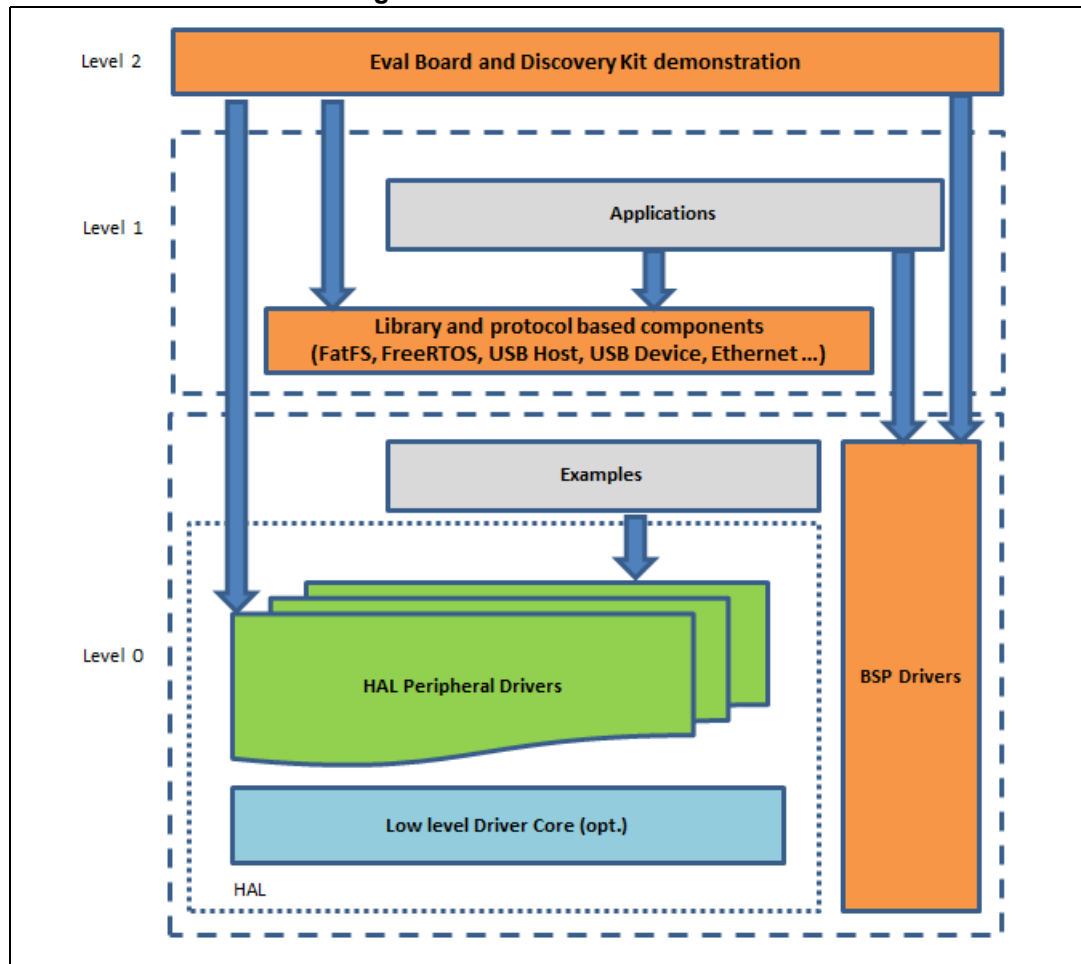 Level 2
Eval Board and Discovery Kit demonstration
Level 1
Applications
Library and protocol based components
(FatFS, FreeRTOS, USB Host, USB Device, Ethernet ...)
Examples
Level 0
HAL Peripheral Drivers
BSP Drivers
Low level Driver Core (opt.)
HAL